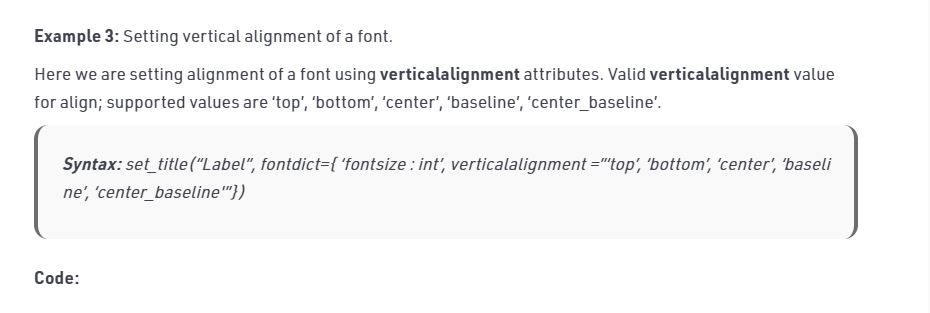 Example 3: Setting vertical alignment of a font.
Here we are setting alignment of a font using verticalalignment attributes. Valid verticalalignment value
for align; supported values are ‘top’, ‘bottom’, ‘center’, ‘baseline’, ‘center_baseline’.
Syntax: set_title(“Label”, fontdict={ ‘fontsize : int’, verticalalignment =”‘top’, ‘bottom’, ‘center’, ‘baseli
ne’, ‘center_baseline'”})
Code: